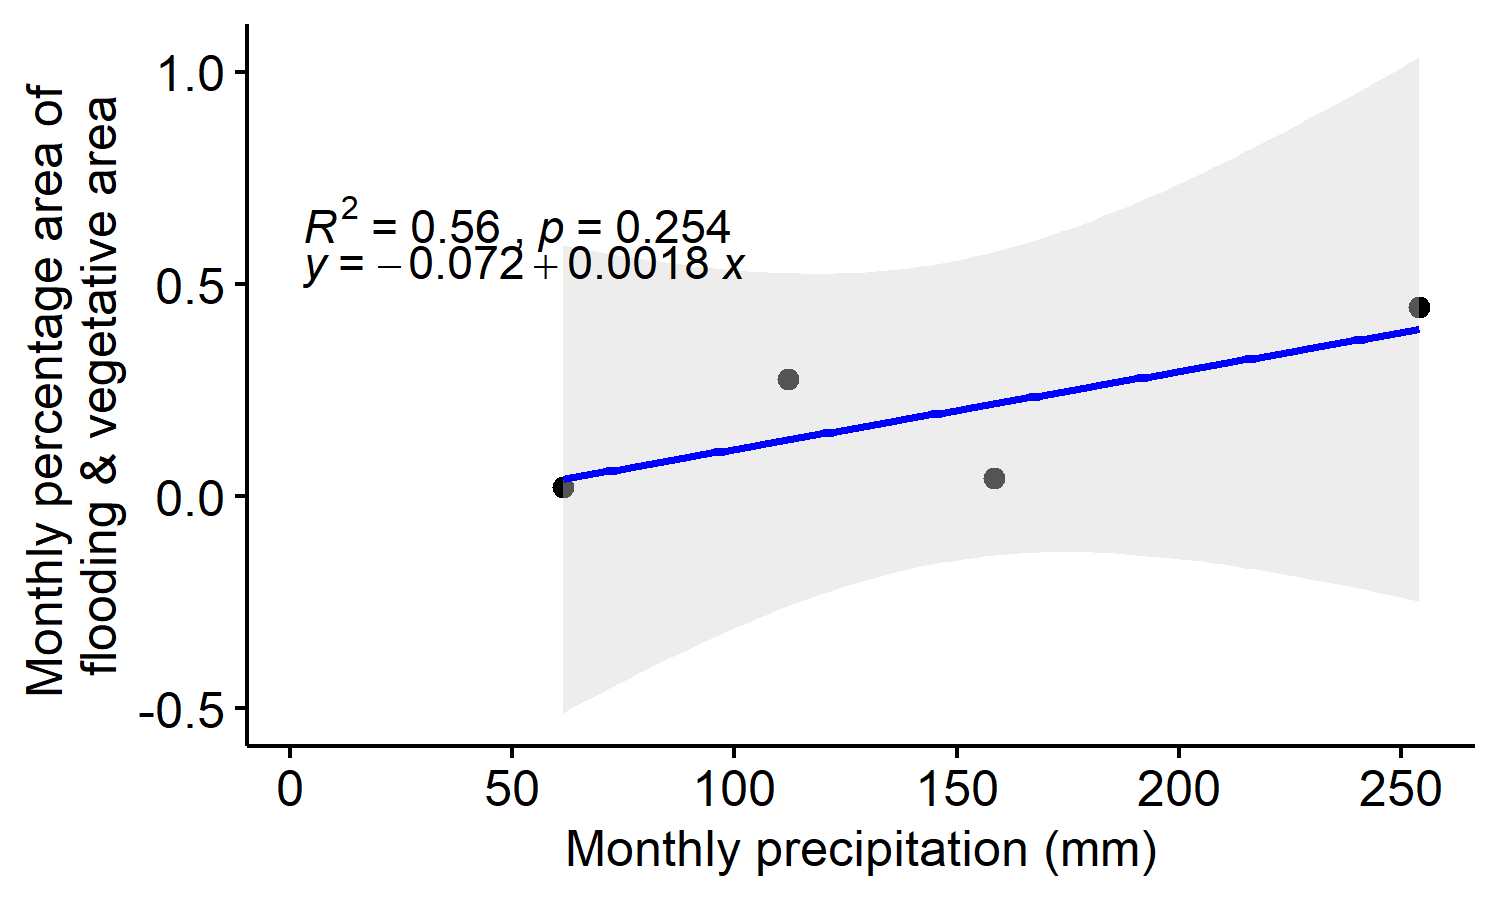 Monthly percentage area of
flooding & vegetative area
1.0
0.5
0.0
-0.5
R² = 0.56 , p = 0.254
y = −0.072+0.0018 x
0 50 100 150 200 250
Monthly precipitation (mm)